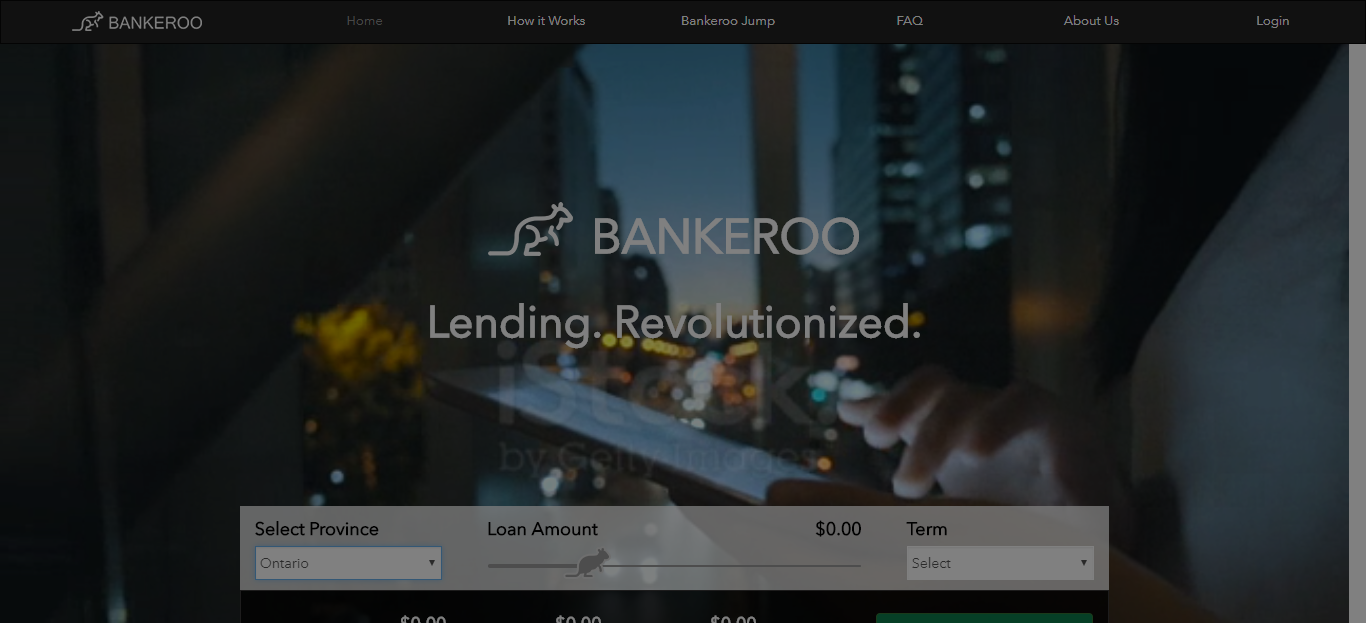 BANKEROO
Home
How it Works
Bankeroo Jump
FAQ
About Us
Login
BANKEROO
Lending. Revolutionized.
iStock
by Getty Images
Select Province
Loan Amount
$0.00
Term
Ontario
Select
$0.00
$0.00
$0.00